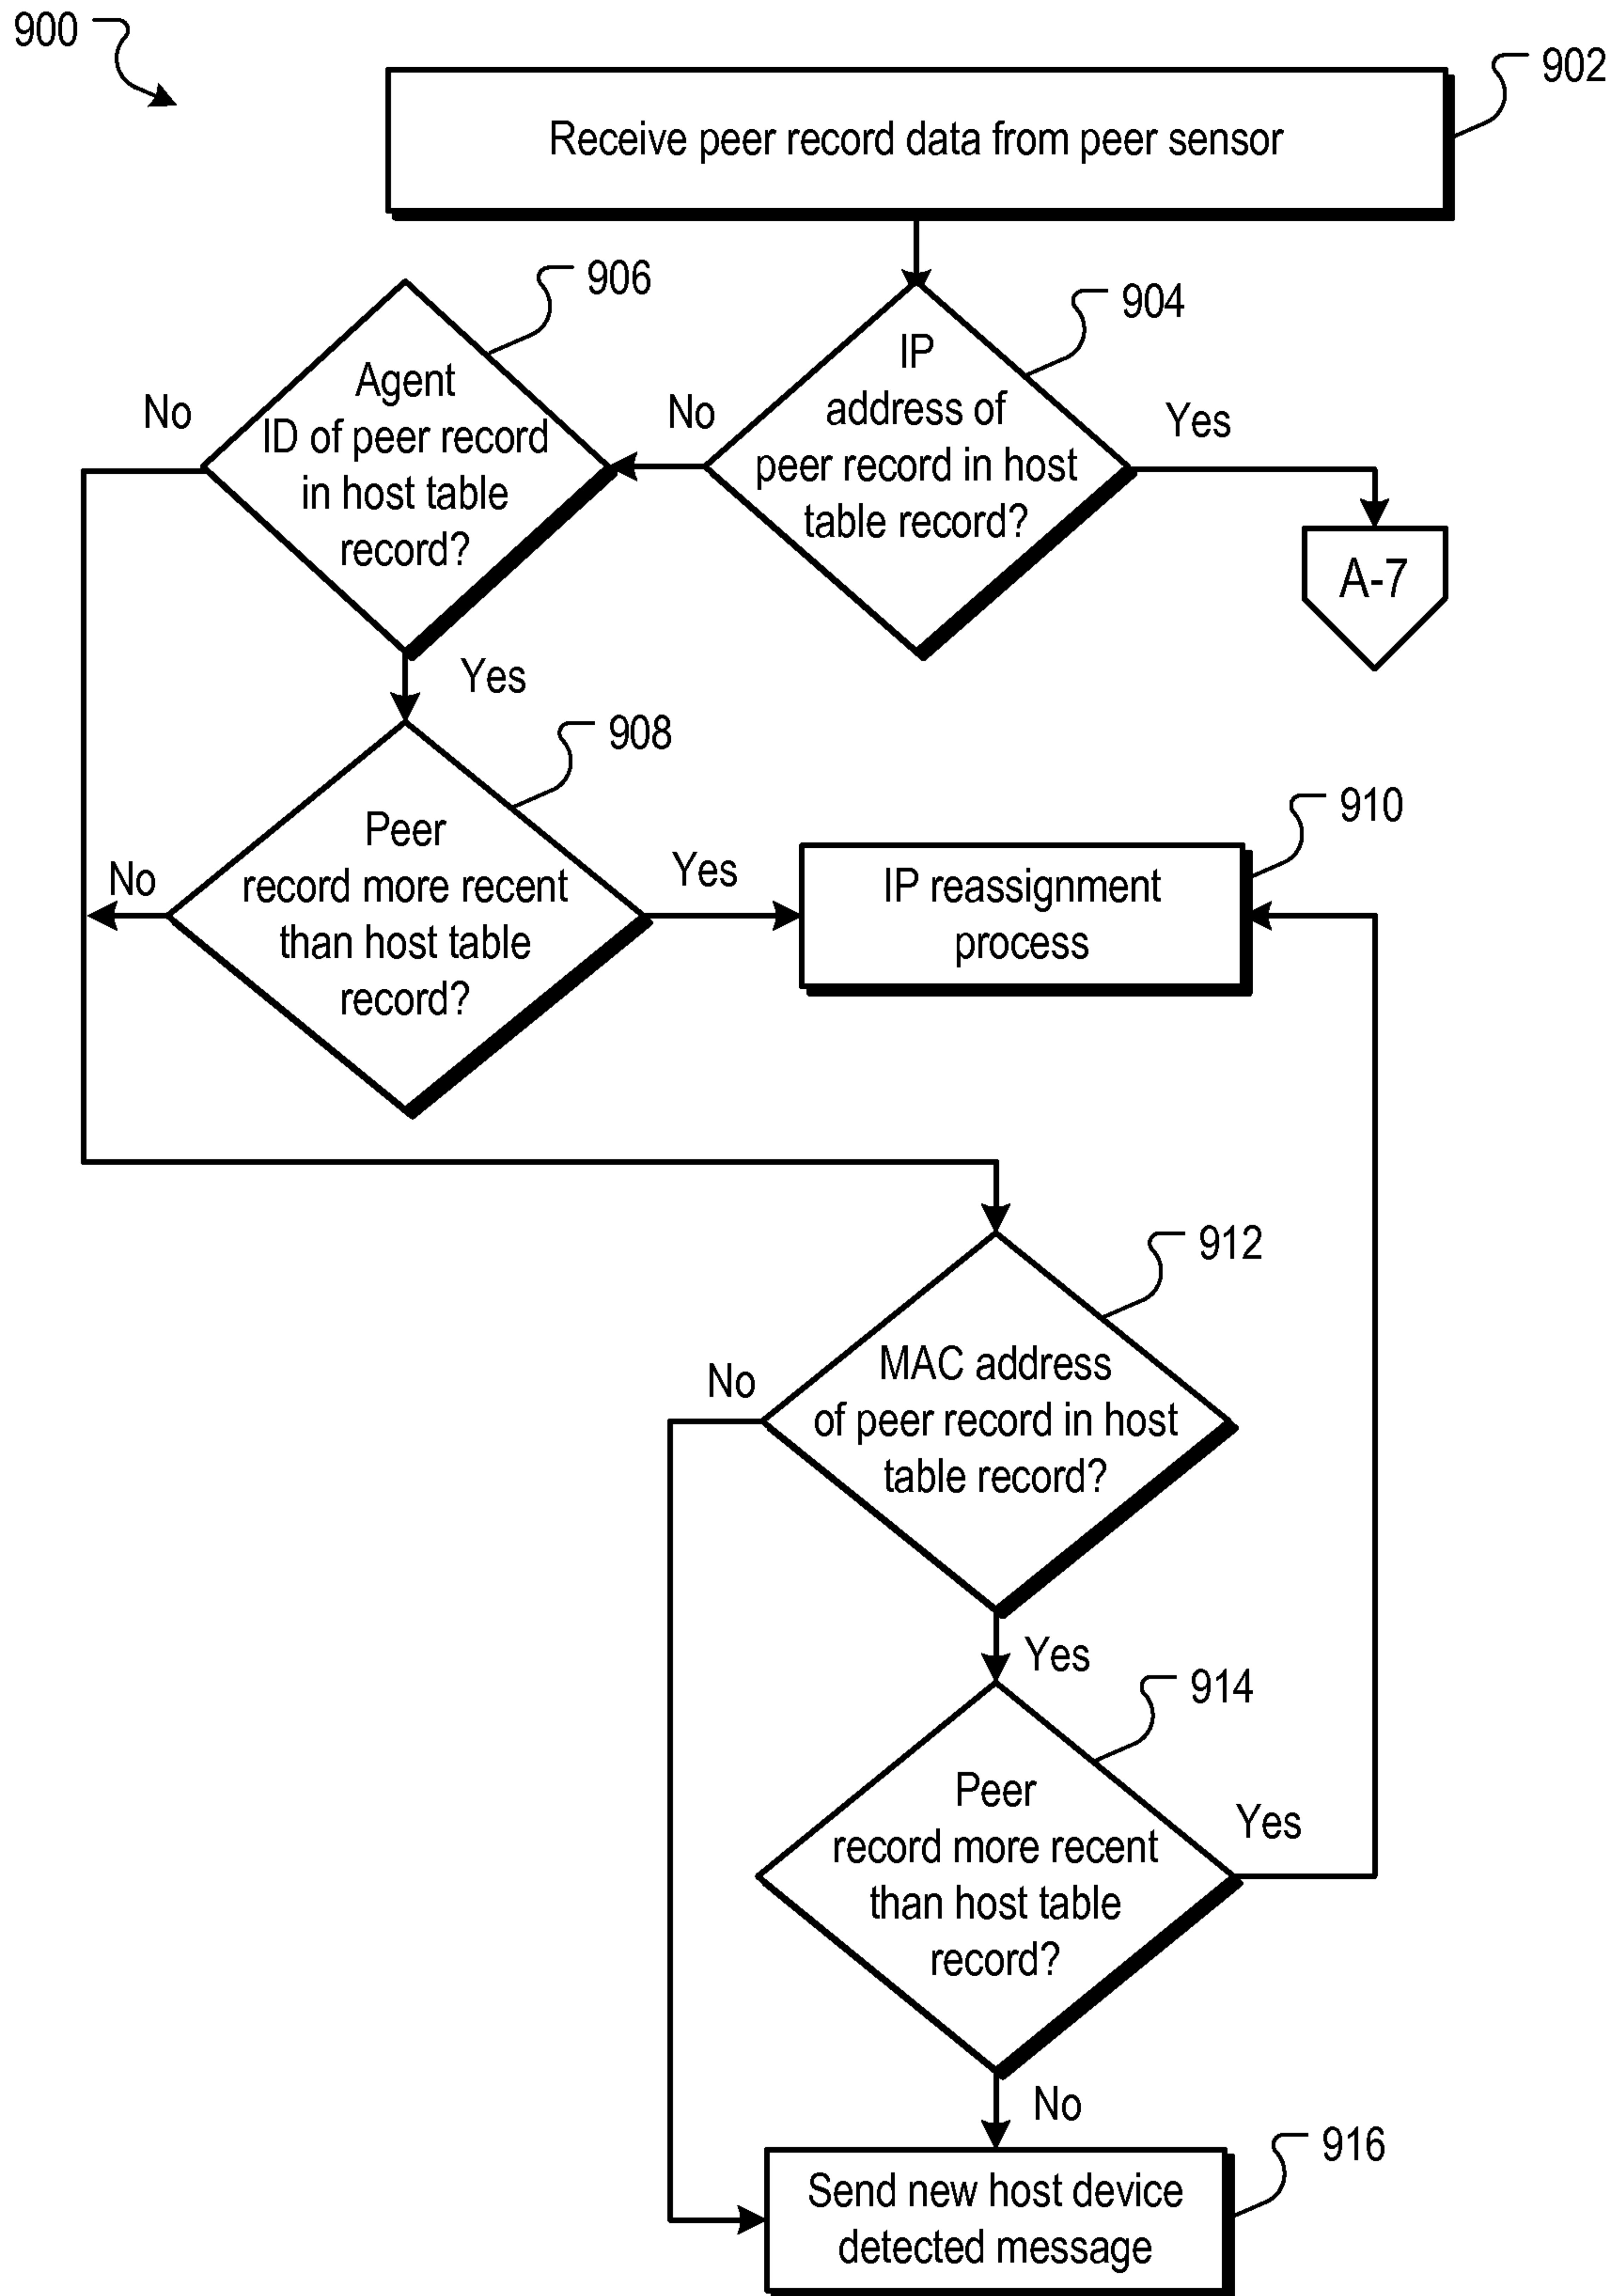 900
902
Receive peer record data from peer sensor
906
904
Agent
ID of peer record
in host table
record?
No
IP
address of
peer record in host
table record?
No
Yes
A-7
Yes
908
Peer
record more recent
than host table
record?
No
Yes
910
IP reassignment
process
912
MAC address
of peer record in host
table record?
No
Yes
914
Peer
record more recent
than host table
record?
Yes
No
916
Send new host device
detected message